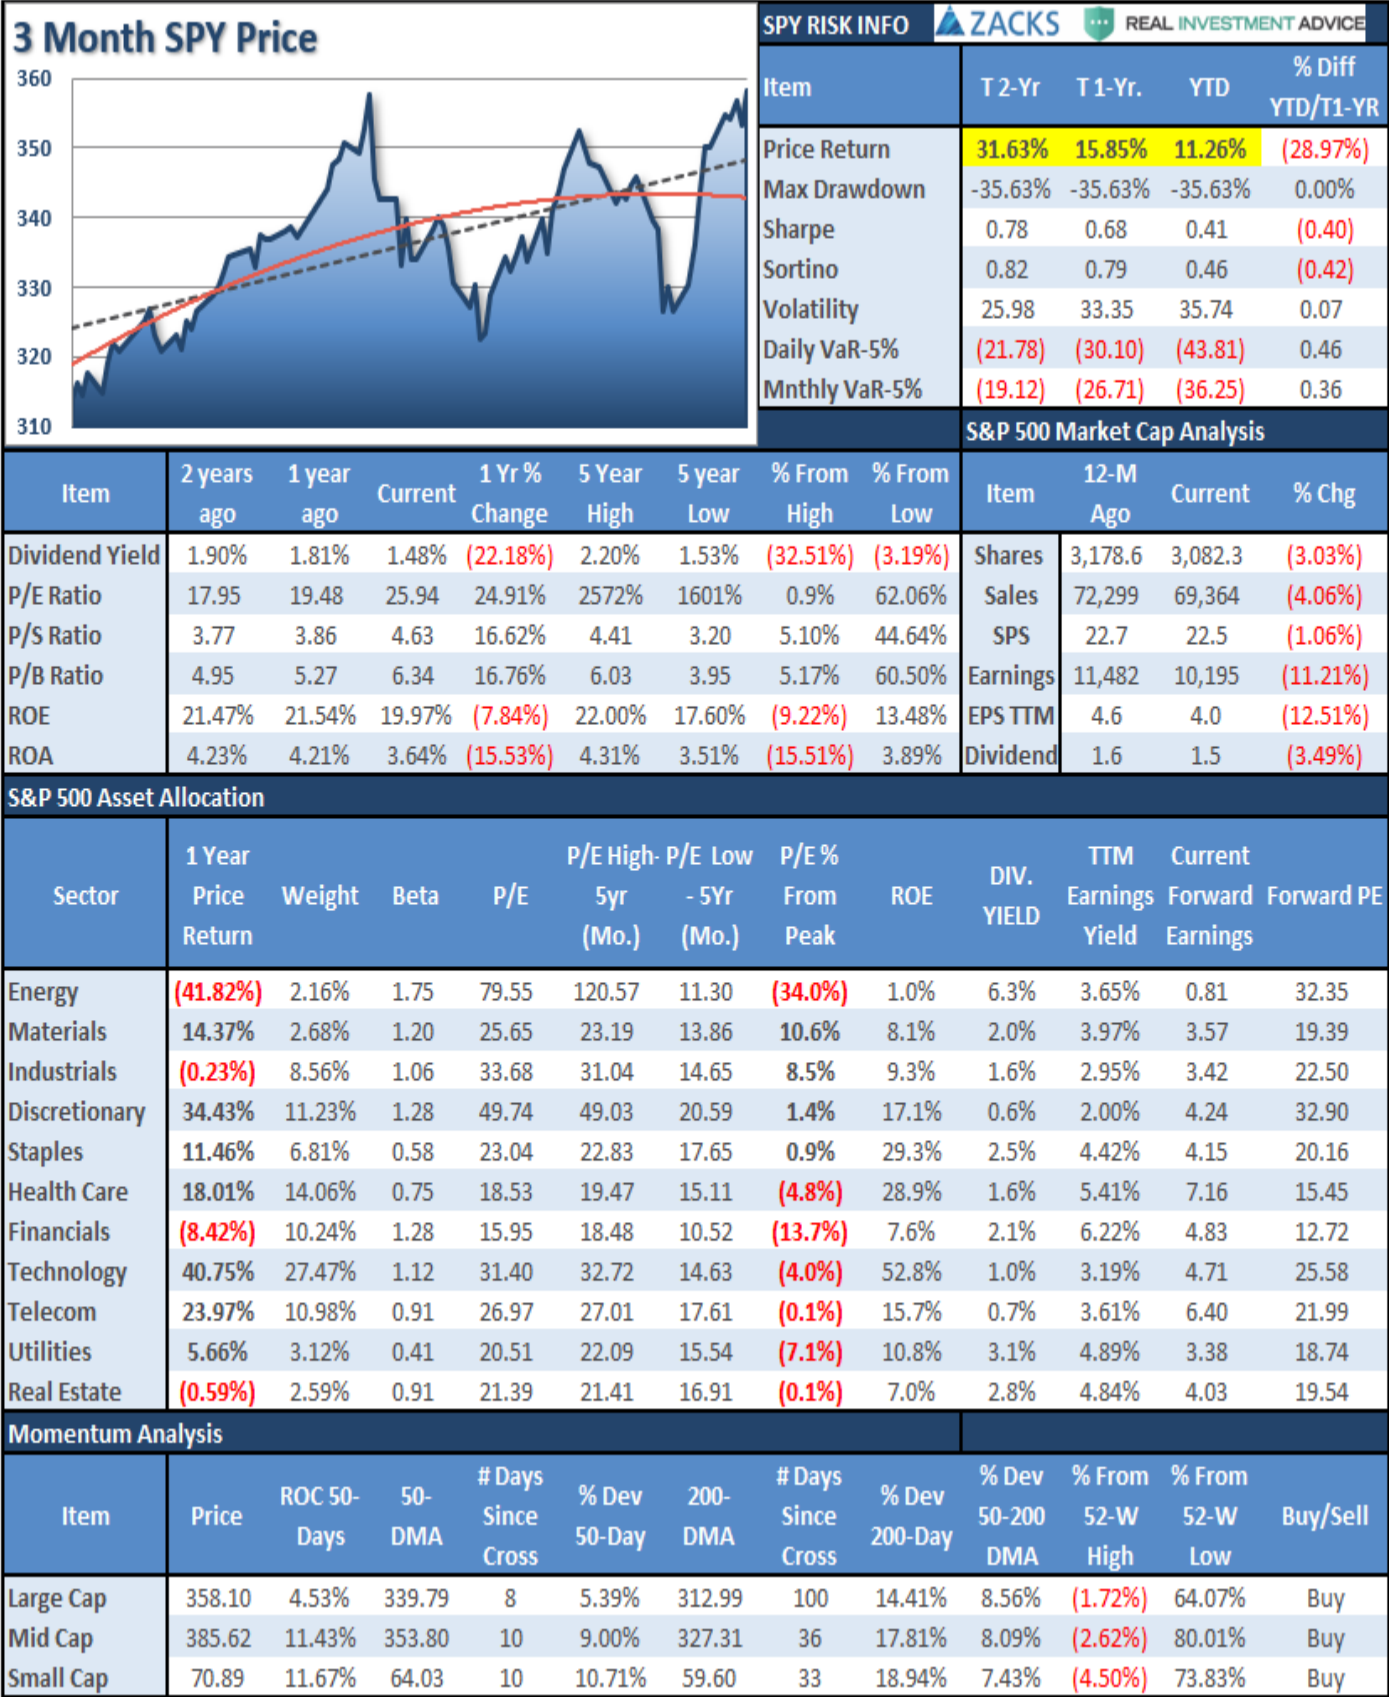 3 Month SPY Price
360
350
340
330
320
310
SPY RISK INFO ZACKS REAL INVESTMENT ADVICE
Item T 2-Yr T 1-Yr. YTD % Diff YTD/T1-YR
Price Return 31.63% 15.85% 11.26% (28.97%)
Max Drawdown -35.63% -35.63% -35.63% 0.00%
Sharpe 0.78 0.68 0.41 (0.40)
Sortino 0.82 0.79 0.46 (0.42)
Volatility 25.98 33.35 35.74 0.07
Daily VaR-5% (21.78) (30.10) (43.81) 0.46
Mnthly VaR-5% (19.12) (26.71) (36.25) 0.36
S&P 500 Market Cap Analysis
Item 2 years ago 1 year ago Current 1 Yr % Change 5 Year High 5 year Low % From High % From Low Item 12-M Ago Current % Chg
Dividend Yield 1.90% 1.81% 1.48% (22.18%) 2.20% 1.53% (32.51%) (3.19%) Shares 3,178.6 3,082.3 (3.03%)
P/E Ratio 17.95 19.48 25.94 24.91% 2572% 1601% 0.9% 62.06% Sales 72,299 69,364 (4.06%)
P/S Ratio 3.77 3.86 4.63 16.62% 4.41 3.20 5.10% 44.64% SPS 22.7 22.5 (1.06%)
P/B Ratio 4.95 5.27 6.34 16.76% 6.03 3.95 5.17% 60.50% Earnings 11,482 10,195 (11.21%)
ROE 21.47% 21.54% 19.97% (7.84%) 22.00% 17.60% (9.22%) 13.48% EPS TTM 4.6 4.0 (12.51%)
ROA 4.23% 4.21% 3.64% (15.53%) 4.31% 3.51% (15.51%) 3.89% Dividend 1.6 1.5 (3.49%)
S&P 500 Asset Allocation
Sector 1 Year Price Return Weight Beta P/E P/E High-5yr (Mo.) P/E Low - 5Yr (Mo.) P/E % From Peak ROE DIV. YIELD TTM Earnings Yield Current Forward Earnings Forward PE
Energy (41.82%) 2.16% 1.75 79.55 120.57 11.30 (34.0%) 1.0% 6.3% 3.65% 0.81 32.35
Materials 14.37% 2.68% 1.20 25.65 23.19 13.86 10.6% 8.1% 2.0% 3.97% 3.57 19.39
Industrials (0.23%) 8.56% 1.06 33.68 31.04 14.65 8.5% 9.3% 1.6% 2.95% 3.42 22.50
Discretionary 34.43% 11.23% 1.28 49.74 49.03 20.59 1.4% 17.1% 0.6% 2.00% 4.24 32.90
Staples 11.46% 6.81% 0.58 23.04 22.83 17.65 0.9% 29.3% 2.5% 4.42% 4.15 20.16
Health Care 18.01% 14.06% 0.75 18.53 19.47 15.11 (4.8%) 28.9% 1.6% 5.41% 7.16 15.45
Financials (8.42%) 10.24% 1.28 15.95 18.48 10.52 (13.7%) 7.6% 2.1% 6.22% 4.83 12.72
Technology 40.75% 27.47% 1.12 31.40 32.72 14.63 (4.0%) 52.8% 1.0% 3.19% 4.71 25.58
Telecom 23.97% 10.98% 0.91 26.97 27.01 17.61 (0.1%) 15.7% 0.7% 3.61% 6.40 21.99
Utilities 5.66% 3.12% 0.41 20.51 22.09 15.54 (7.1%) 10.8% 3.1% 4.89% 3.38 18.74
Real Estate (0.59%) 2.59% 0.91 21.39 21.41 16.91 (0.1%) 7.0% 2.8% 4.84% 4.03 19.54
Momentum Analysis
Item Price ROC 50-Days 50-DMA # Days Since Cross % Dev 50-Day 200-DMA # Days Since Cross % Dev 200-Day % Dev 50-200 DMA % From 52-W High % From 52-W Low Buy/Sell
Large Cap 358.10 4.53% 339.79 8 5.39% 312.99 100 14.41% 8.56% (1.72%) 64.07% Buy
Mid Cap 385.62 11.43% 353.80 10 9.00% 327.31 36 17.81% 8.09% (2.62%) 80.01% Buy
Small Cap 70.89 11.67% 64.03 10 10.71% 59.60 33 18.94% 7.43% (4.50%) 73.83% Buy